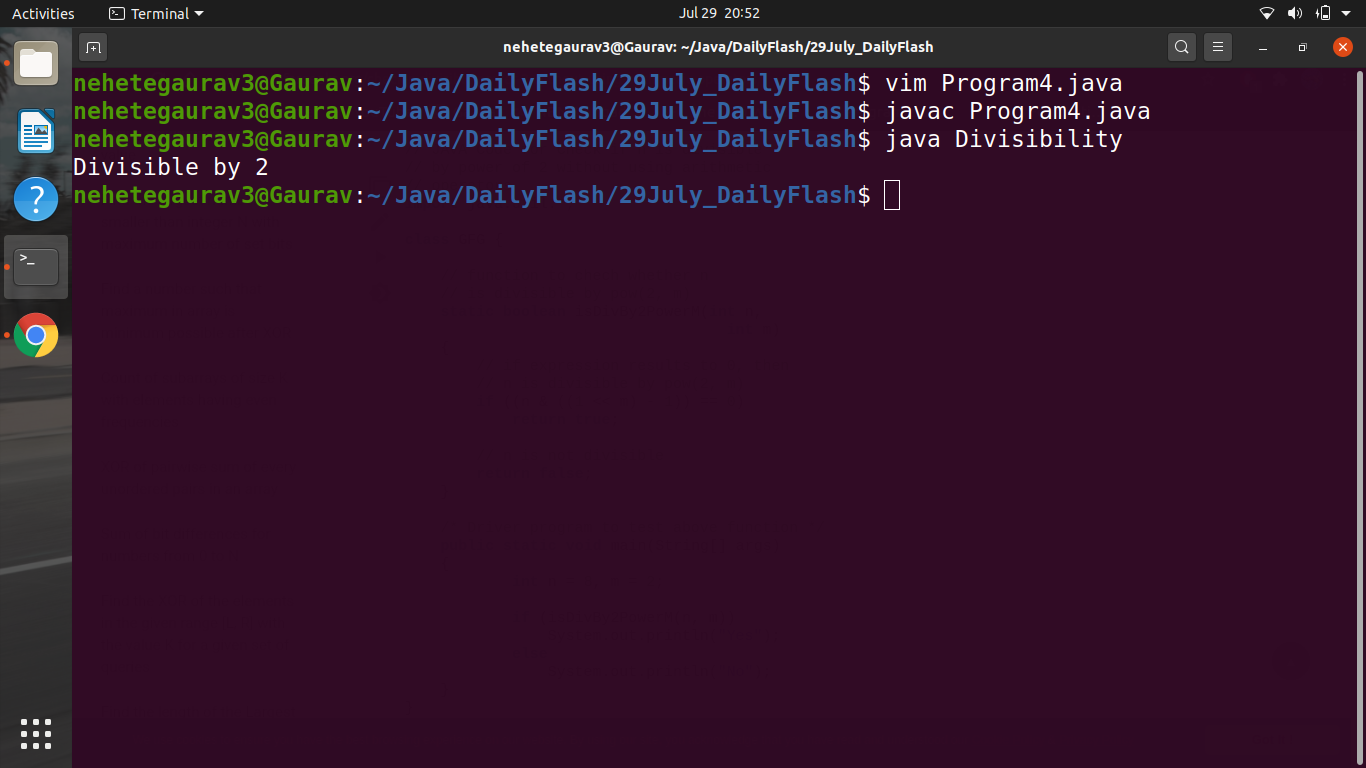 Activities Terminal Jul 29 20:52
nehetegaurav3@Gaurav: ~/Java/DailyFlash/29July_DailyFlash
nehetegaurav3@Gaurav:~/Java/DailyFlash/29July_DailyFlash$ vim Program4.java
nehetegaurav3@Gaurav:~/Java/DailyFlash/29July_DailyFlash$ javac Program4.java
nehetegaurav3@Gaurav:~/Java/DailyFlash/29July_DailyFlash$ java Divisibility
Divisible by 2
nehetegaurav3@Gaurav:~/Java/DailyFlash/29July_DailyFlash$